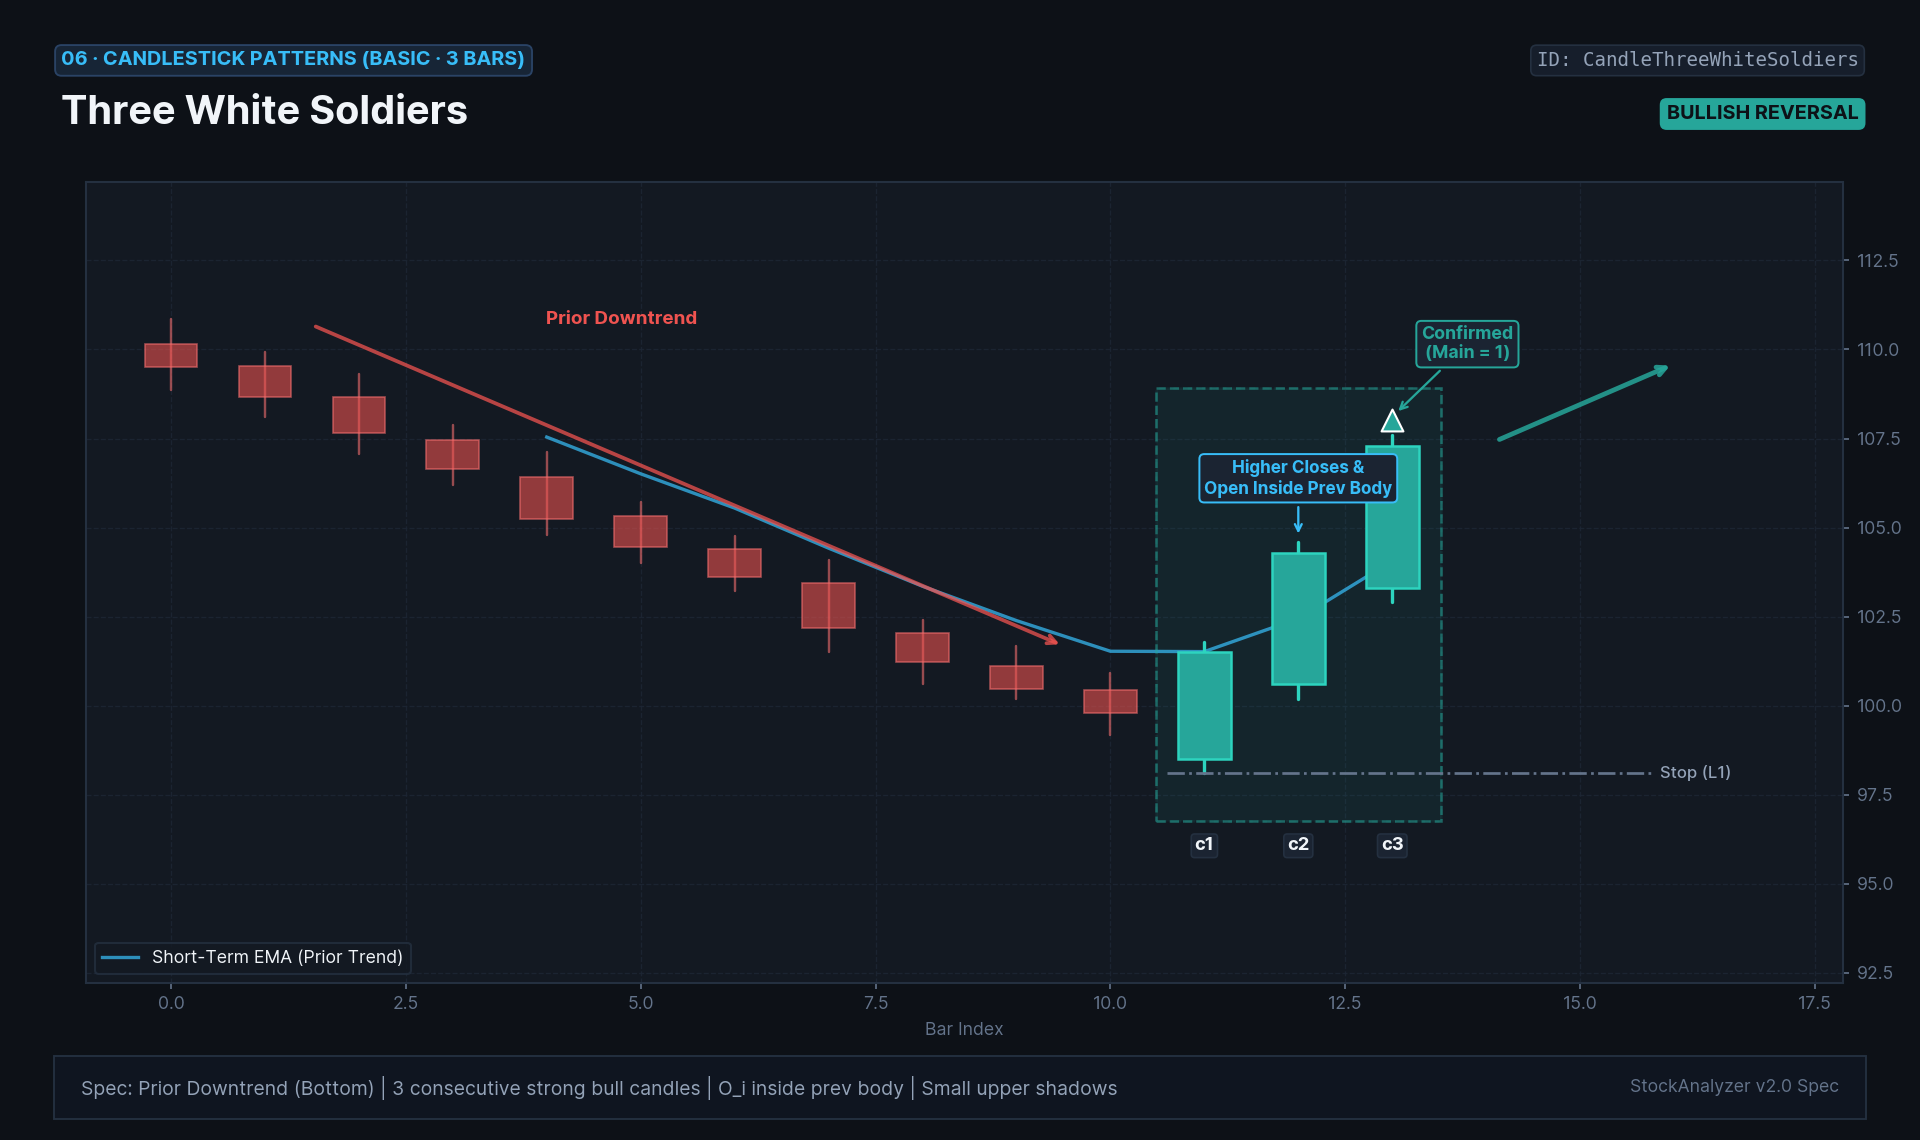 06 · CANDLESTICK PATTERNS (BASIC · 3 BARS)
ID: CandleThreeWhiteSoldiers
Three White Soldiers
BULLISH REVERSAL
Prior Downtrend
Confirmed
(Main = 1)
Higher Closes &
Open Inside Prev Body
Stop (L1)
c1 c2 c3
112.5
110.0
107.5
105.0
102.5
100.0
97.5
95.0
92.5
Short-Term EMA (Prior Trend)
0.0 2.5 5.0 7.5 10.0 12.5 15.0 17.5
Bar Index
Spec: Prior Downtrend (Bottom) | 3 consecutive strong bull candles | O_i inside prev body | Small upper shadows
StockAnalyzer v2.0 Spec